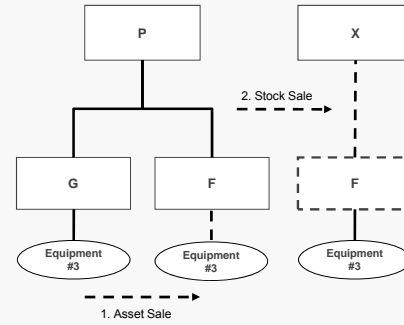 P
X
2. Stock Sale
G
F
F
Equipment
#3
Equipment
#3
Equipment
#3
1. Asset Sale